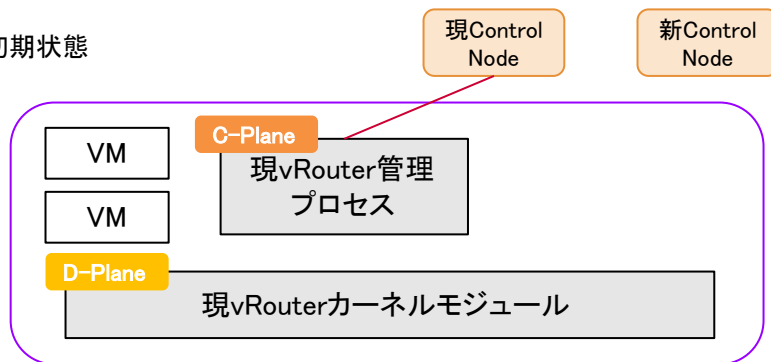 期状態
現Control
Node
新Control
Node
C-Plane
VM
現vRouter管理
プロセス
VM
D-Plane
現vRouterカーネルモジュール